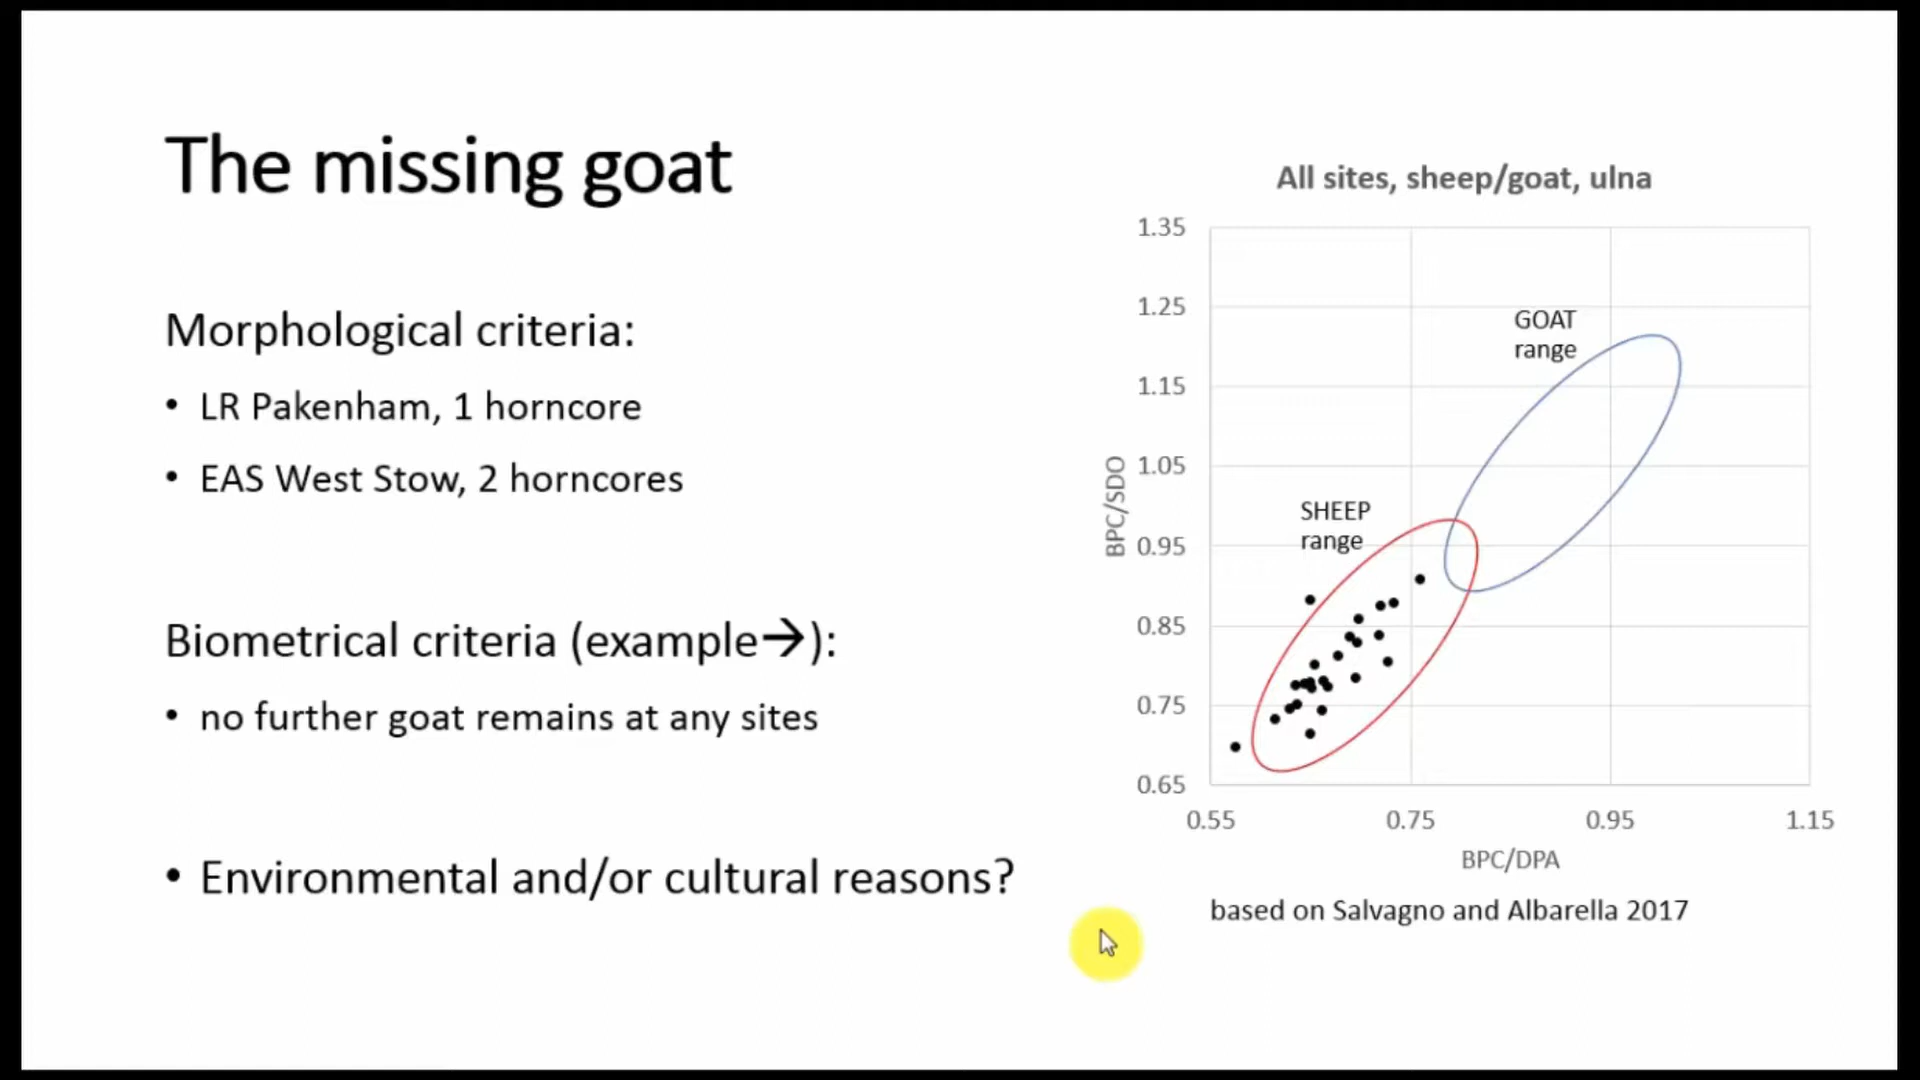 The missing goat
Morphological criteria:
• LR Pakenham, 1 horncore
• EAS West Stow, 2 horncores
Biometrical criteria (example→):
• no further goat remains at any sites
• Environmental and/or cultural reasons?
All sites, sheep/goat, ulna
1.35
1.25
1.15
1.05
0.95
0.85
0.75
0.65
BPC/SDO
GOAT
range
SHEEP
range
0.55 0.75 0.95 1.15
BPC/DPA
based on Salvagno and Albarella 2017